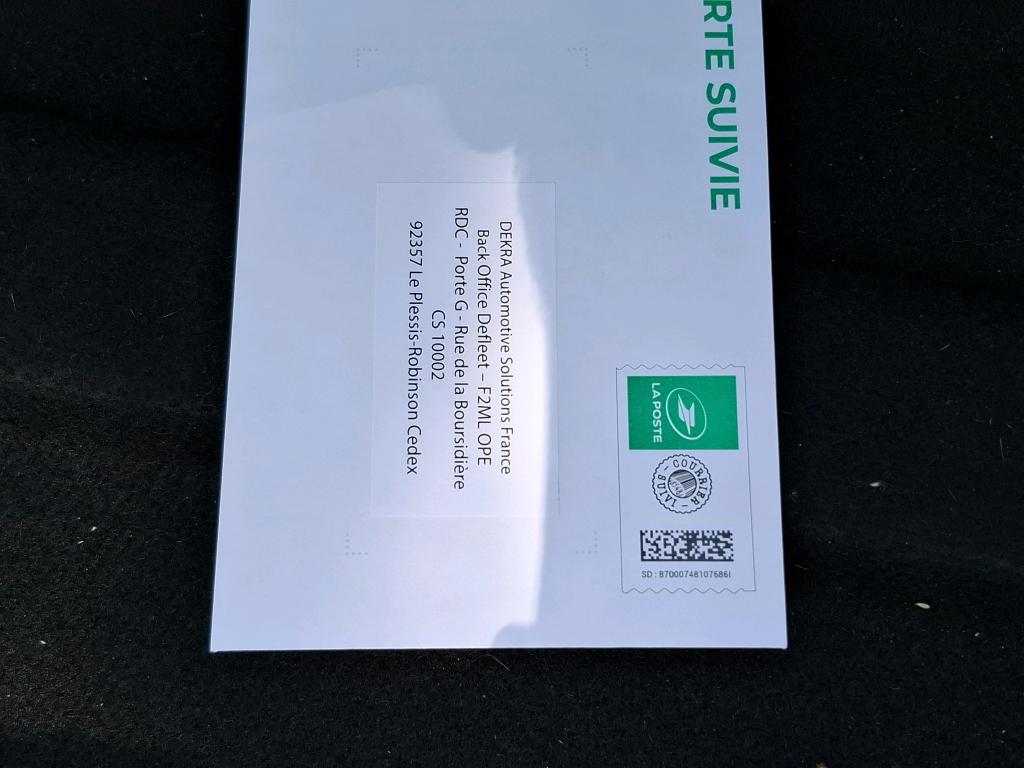 RTE SUIVIE
LA POSTE
COURRIER SUIVI
SD : 87000748107686I
DEKRA Automotive Solutions France
Back Office Defleet – F2ML OPE
RDC - Porte G - Rue de la Boursidière
CS 10002
92357 Le Plessis-Robinson Cedex